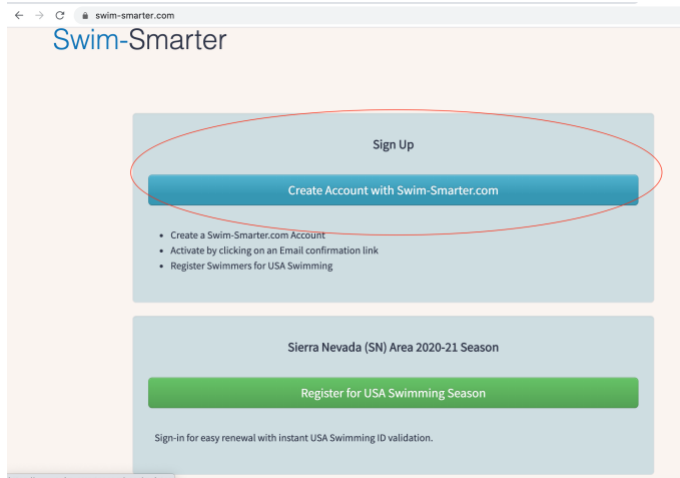 swim-smarter.com
Swim-Smarter
Sign Up
Create Account with Swim-Smarter.com
Create a Swim-Smarter.com Account
Activate by clicking on an Email confirmation link
Register Swimmers for USA Swimming
Sierra Nevada (SN) Area 2020-21 Season
Register for USA Swimming Season
Sign-in for easy renewal with instant USA Swimming ID validation.